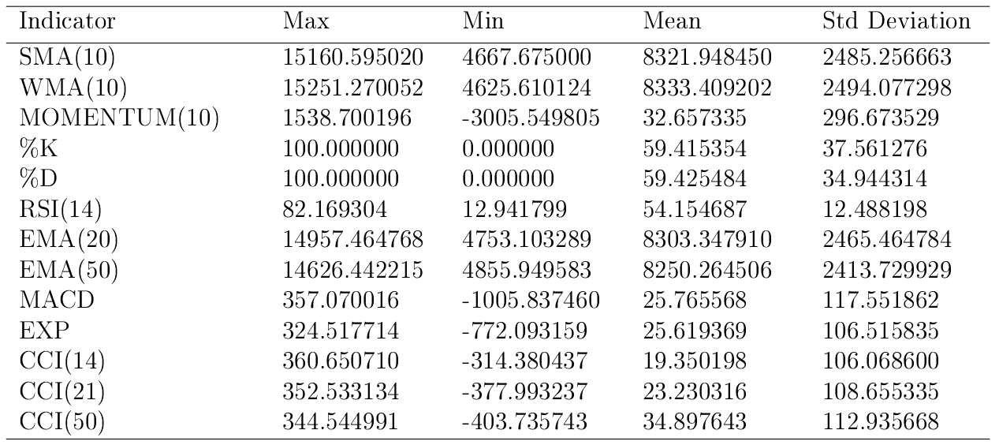 Indicator Max Min Mean Std Deviation
SMA(10) 15160.595020 4667.675000 8321.948450 2485.256663
WMA(10) 15251.270052 4625.610124 8333.409202 2494.077298
MOMENTUM(10) 1538.700196 -3005.549805 32.657335 296.673529
%K 100.000000 0.000000 59.415354 37.561276
%D 100.000000 0.000000 59.425484 34.944314
RSI(14) 82.169304 12.941799 54.154687 12.488198
EMA(20) 14957.464768 4753.103289 8303.347910 2465.464784
EMA(50) 14626.442215 4855.949583 8250.264506 2413.729929
MACD 357.070016 -1005.837460 25.765568 117.551862
EXP 324.517714 -772.093159 25.619369 106.515835
CCI(14) 360.650710 -314.380437 19.350198 106.068600
CCI(21) 352.533134 -377.993237 23.230316 108.655335
CCI(50) 344.544991 -403.735743 34.897643 112.935668